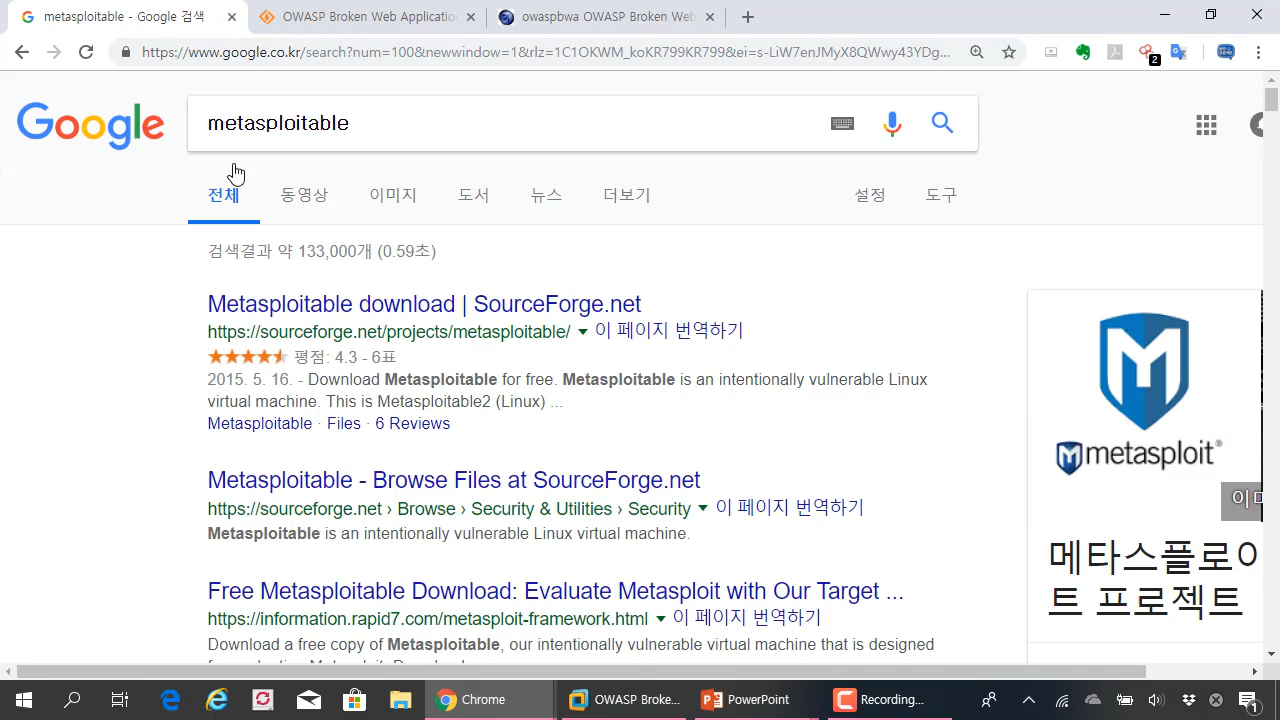 metasploitable - Google 검색
OWASP Broken Web Application
owaspbwa OWASP Broken Web
https://www.google.co.kr/search?num=100&newwindow=1&rlz=1C1OKWM_koKR799KR799&ei=s-LiW7enJMyX8QWwy43YDg...
2
Google
metasploitable
전체 동영상 이미지 도서 뉴스 더보기 설정 도구
검색결과 약 133,000개 (0.59초)
Metasploitable download | SourceForge.net
https://sourceforge.net/projects/metasploitable/ 이 페이지 번역하기
평점: 4.3 - 6표
2015. 5. 16. - Download Metasploitable for free. Metasploitable is an intentionally vulnerable Linux
virtual machine. This is Metasploitable2 (Linux) ...
Metasploitable · Files · 6 Reviews
Metasploitable - Browse Files at SourceForge.net
https://sourceforge.net › Browse › Security & Utilities › Security 이 페이지 번역하기
Metasploitable is an intentionally vulnerable Linux virtual machine.
Free Metasploitable Download: Evaluate Metasploit with Our Target ...
https://information.rapid7.com/metasploit-framework.html 이 페이지 번역하기
Download a free copy of Metasploitable, our intentionally vulnerable virtual machine that is designed
metasploit®
메타스플로이
트 프로젝트
Chrome
OWASP Broke...
PowerPoint
Recording...
1